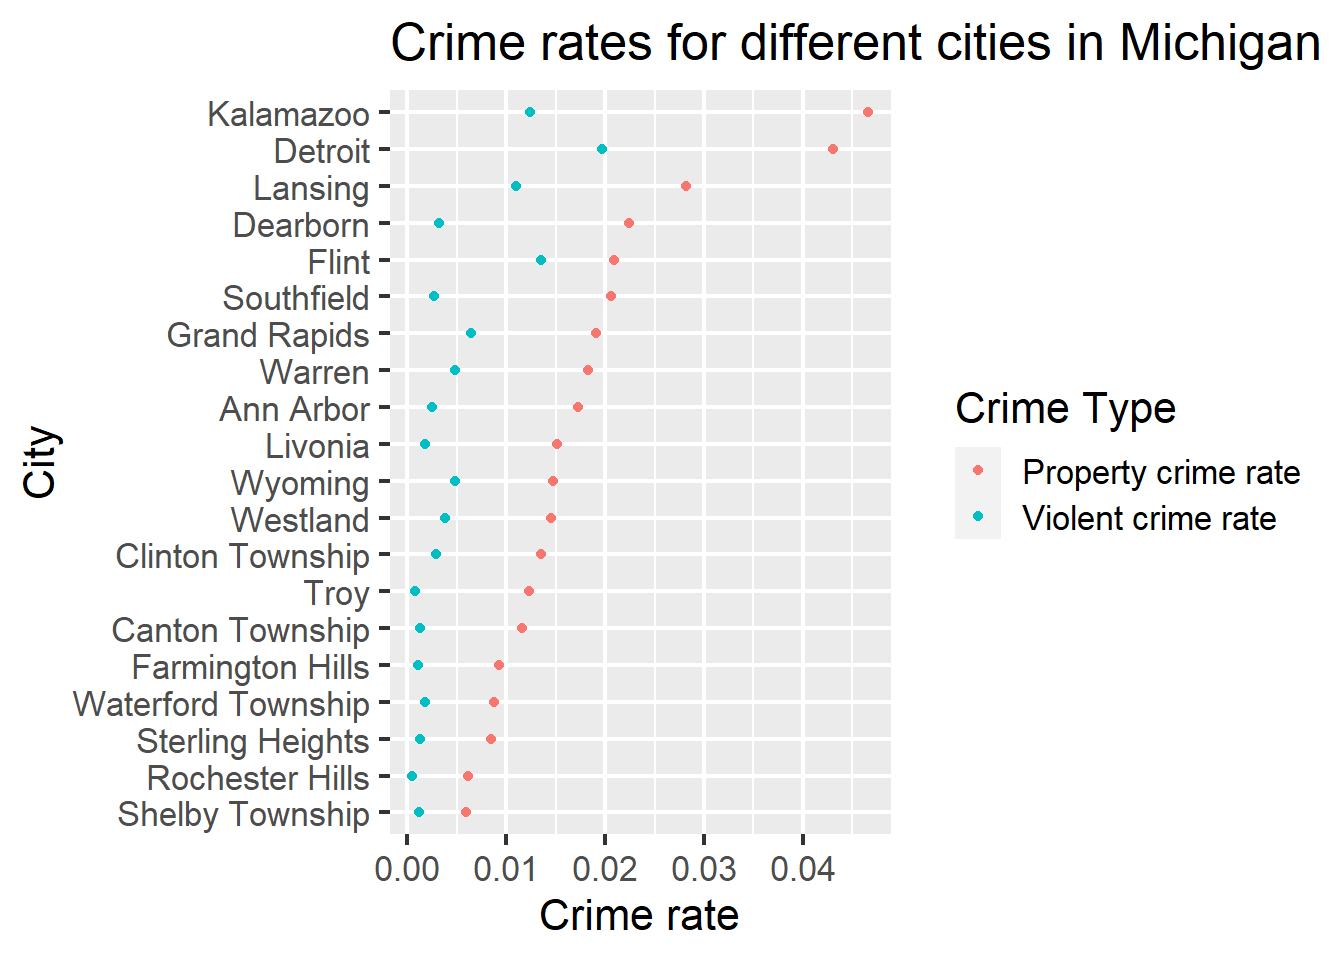 Crime rates for different cities in Michigan
City
Kalamazoo
Detroit
Lansing
Dearborn
Flint
Southfield
Grand Rapids
Warren
Ann Arbor
Livonia
Wyoming
Westland
Clinton Township
Troy
Canton Township
Farmington Hills
Waterford Township
Sterling Heights
Rochester Hills
Shelby Township
0.00 0.01 0.02 0.03 0.04
Crime rate
Crime Type
Property crime rate
Violent crime rate